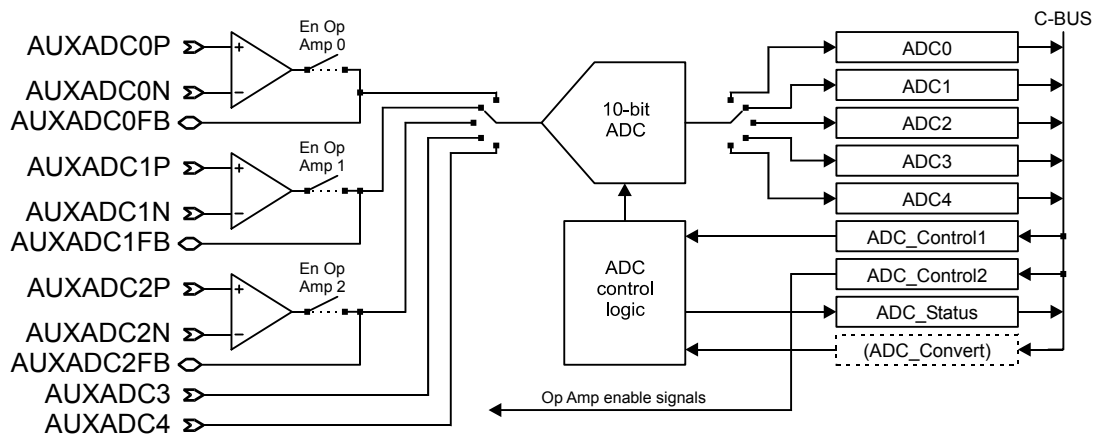 C-BUS
AUXADC0P
En Op
Amp 0
AUXADC0N
AUXADC0FB
AUXADC1P
En Op
Amp 1
AUXADC1N
AUXADC1FB
AUXADC2P
En Op
Amp 2
AUXADC2N
AUXADC2FB
AUXADC3
AUXADC4
10-bit
ADC
ADC
control
logic
ADC0
ADC1
ADC2
ADC3
ADC4
ADC_Control1
ADC_Control2
ADC_Status
(ADC_Convert)
Op Amp enable signals